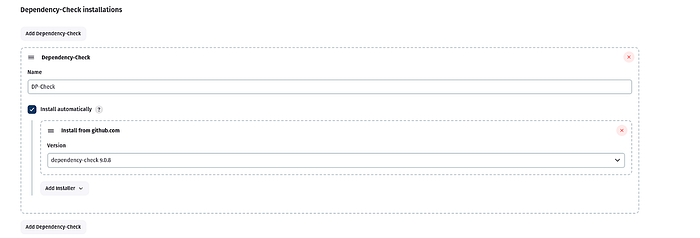 Dependency-Check installations
Add Dependency-Check
Dependency-Check
Name
DP-Check
Install automatically ?
Install from github.com
Version
dependency-check 9.0.8
Add Installer
Add Dependency-Check